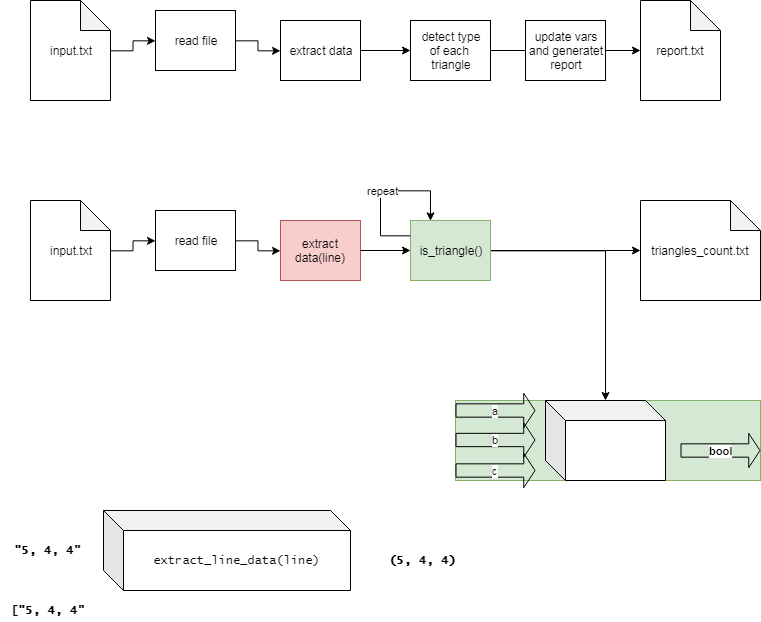 input.txt
read file
extract data
detect type
of each
triangle
update vars
and generatet
report
report.txt
repeat
input.txt
read file
extract
data(line)
is_triangle()
triangles_count.txt
a
b
c
bool
"5, 4, 4"
extract_line_data(line)
(5, 4, 4)
["5, 4, 4"